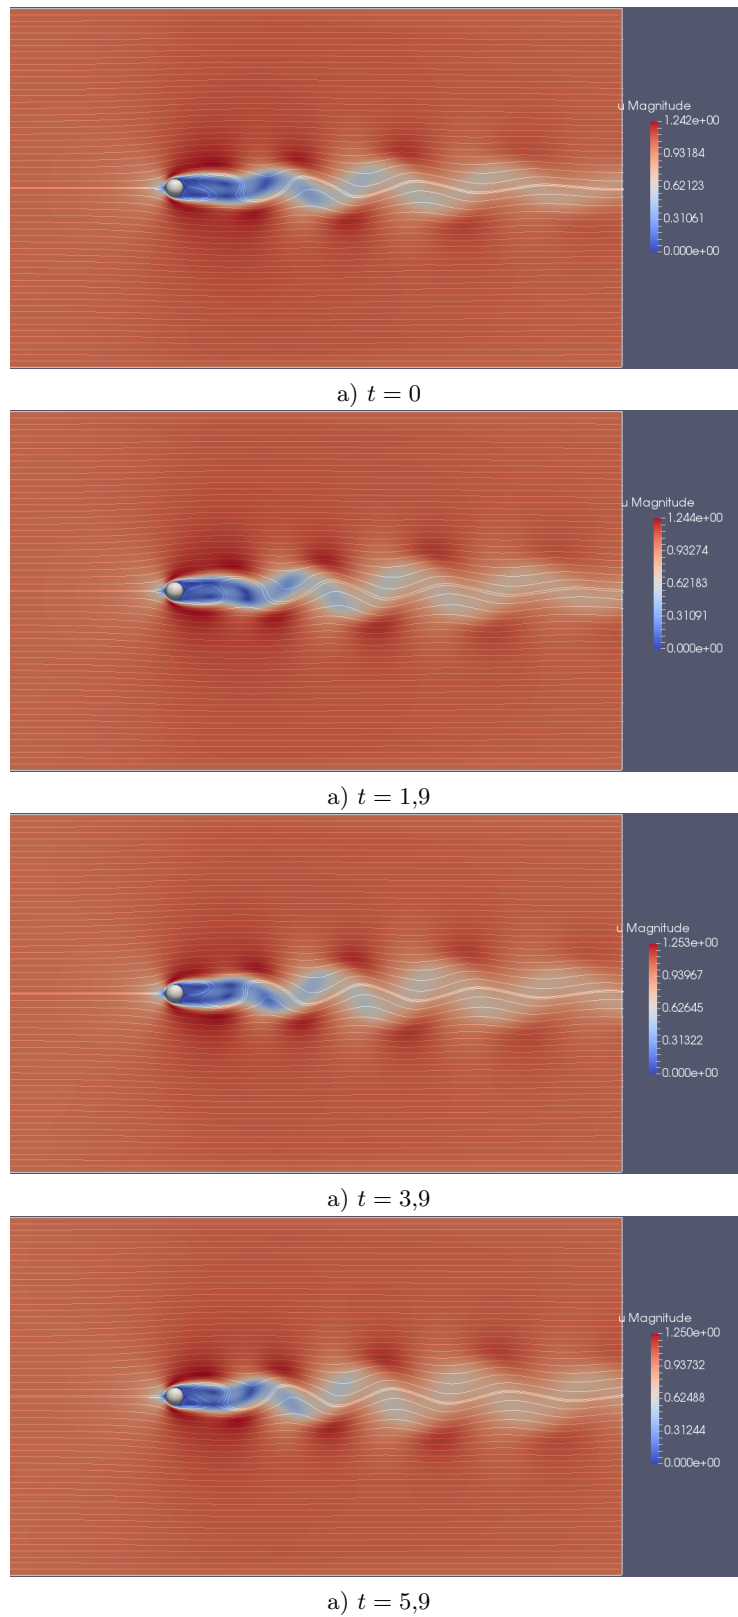 u Magnitude
1.242e+00
0.93184
0.62123
0.31061
0.000e+00
a) t = 0
u Magnitude
1.244e+00
0.93274
0.62183
0.31091
0.000e+00
a) t = 1,9
u Magnitude
1.253e+00
0.93967
0.62645
0.31322
0.000e+00
a) t = 3,9
u Magnitude
1.250e+00
0.93732
0.62488
0.31244
0.000e+00
a) t = 5,9